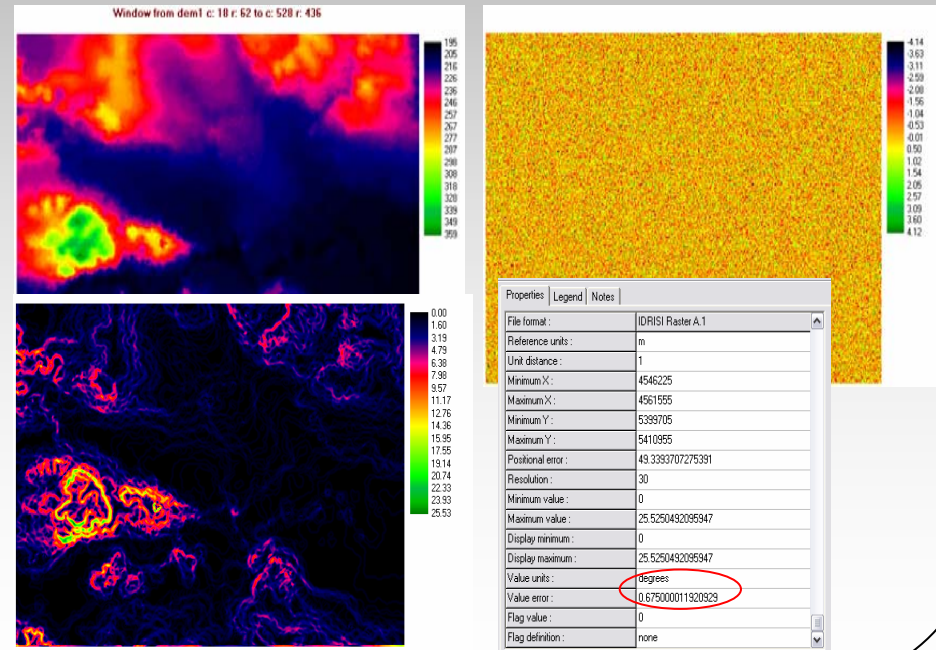 Window from dem1 c: 18 r: 62 to c: 528 r: 436
195
205
216
226
236
246
257
267
277
287
298
308
318
328
339
349
359
-4.14
-3.63
-3.11
-2.59
-2.08
-1.56
-1.04
-0.53
-0.01
0.50
1.02
1.54
2.05
2.57
3.09
3.60
4.12
0.00
1.60
3.19
4.79
6.38
7.98
9.57
11.17
12.76
14.36
15.95
17.55
19.14
20.74
22.33
23.93
25.53
Properties Legend Notes
File format : IDRISI Raster A.1
Reference units : m
Unit distance : 1
Minimum X : 4546225
Maximum X : 4561555
Minimum Y : 5399705
Maximum Y : 5410955
Positional error : 49.3393707275391
Resolution : 30
Minimum value : 0
Maximum value : 25.5250492095947
Display minimum : 0
Display maximum : 25.5250492095947
Value units : degrees
Value error : 0.675000011920929
Flag value : 0
Flag definition : none